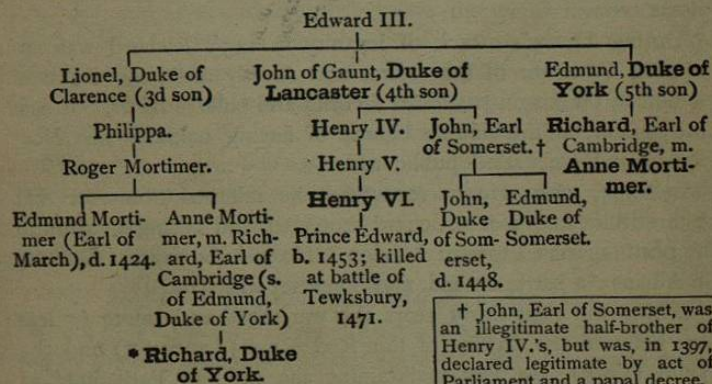 Edward III.
Lionel, Duke of
Clarence (3d son)
John of Gaunt, Duke of
Lancaster (4th son)
Edmund, Duke of
York (5th son)
Philippa.
Henry IV.
John, Earl
of Somerset. †
Richard, Earl of
Cambridge, m.
Anne Morti-
mer.
Roger Mortimer.
Henry V.
Henry VI.
Edmund Morti-
mer (Earl of
March), d. 1424.
Anne Morti-
mer, m. Rich-
ard, Earl of
Cambridge (s.
of Edmund,
Duke of York)
Prince Edward,
b. 1453; killed
at battle of
Tewksbury,
1471.
John,
Duke
of Som-
erset,
d. 1448.
Edmund,
Duke of
Somerset.
* Richard, Duke
of York.
† John, Earl of Somerset, was
an illegitimate half-brother of
Henry IV.'s, but was, in 1397,
declared legitimate by act of
Parliament and a papal decree.